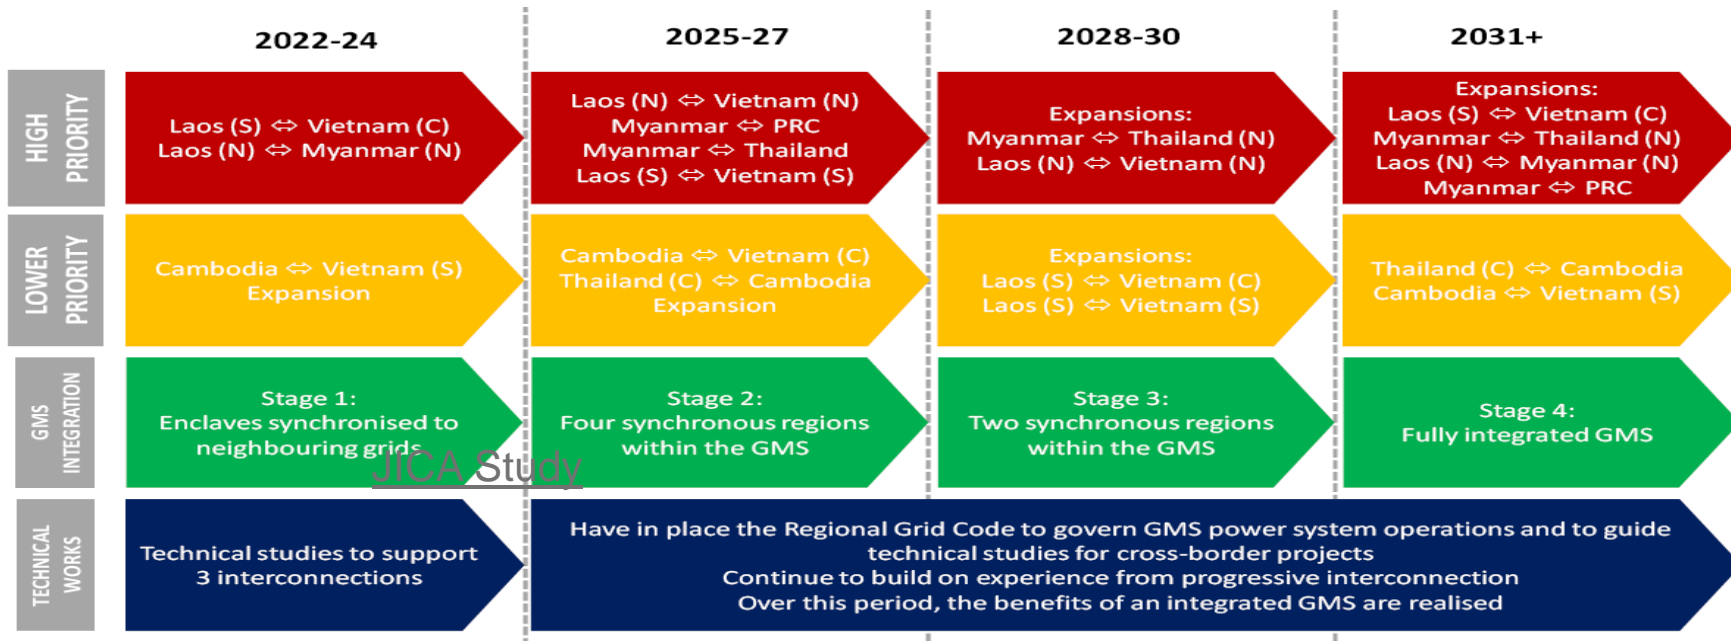 2022-24
2025-27
2028-30
2031+
HIGH
PRIORITY
Laos (S) ⇔ Vietnam (C)
Laos (N) ⇔ Myanmar (N)
Laos (N) ⇔ Vietnam (N)
Myanmar ⇔ PRC
Myanmar ⇔ Thailand
Laos (S) ⇔ Vietnam (S)
Expansions:
Myanmar ⇔ Thailand (N)
Laos (N) ⇔ Vietnam (N)
Expansions:
Laos (S) ⇔ Vietnam (C)
Myanmar ⇔ Thailand (N)
Laos (N) ⇔ Myanmar (N)
Myanmar ⇔ PRC
LOWER
PRIORITY
Cambodia ⇔ Vietnam (S)
Expansion
Cambodia ⇔ Vietnam (C)
Thailand (C) ⇔ Cambodia
Expansion
Expansions:
Laos (S) ⇔ Vietnam (C)
Laos (S) ⇔ Vietnam (S)
Thailand (C) ⇔ Cambodia
Cambodia ⇔ Vietnam (S)
GMS
INTEGRATION
Stage 1:
Enclaves synchronised to
neighbouring grids
JICA Study
Stage 2:
Four synchronous regions
within the GMS
Stage 3:
Two synchronous regions
within the GMS
Stage 4:
Fully integrated GMS
TECHNICAL
WORKS
Technical studies to support
3 interconnections
Have in place the Regional Grid Code to govern GMS power system operations and to guide
technical studies for cross-border projects
Continue to build on experience from progressive interconnection
Over this period, the benefits of an integrated GMS are realised